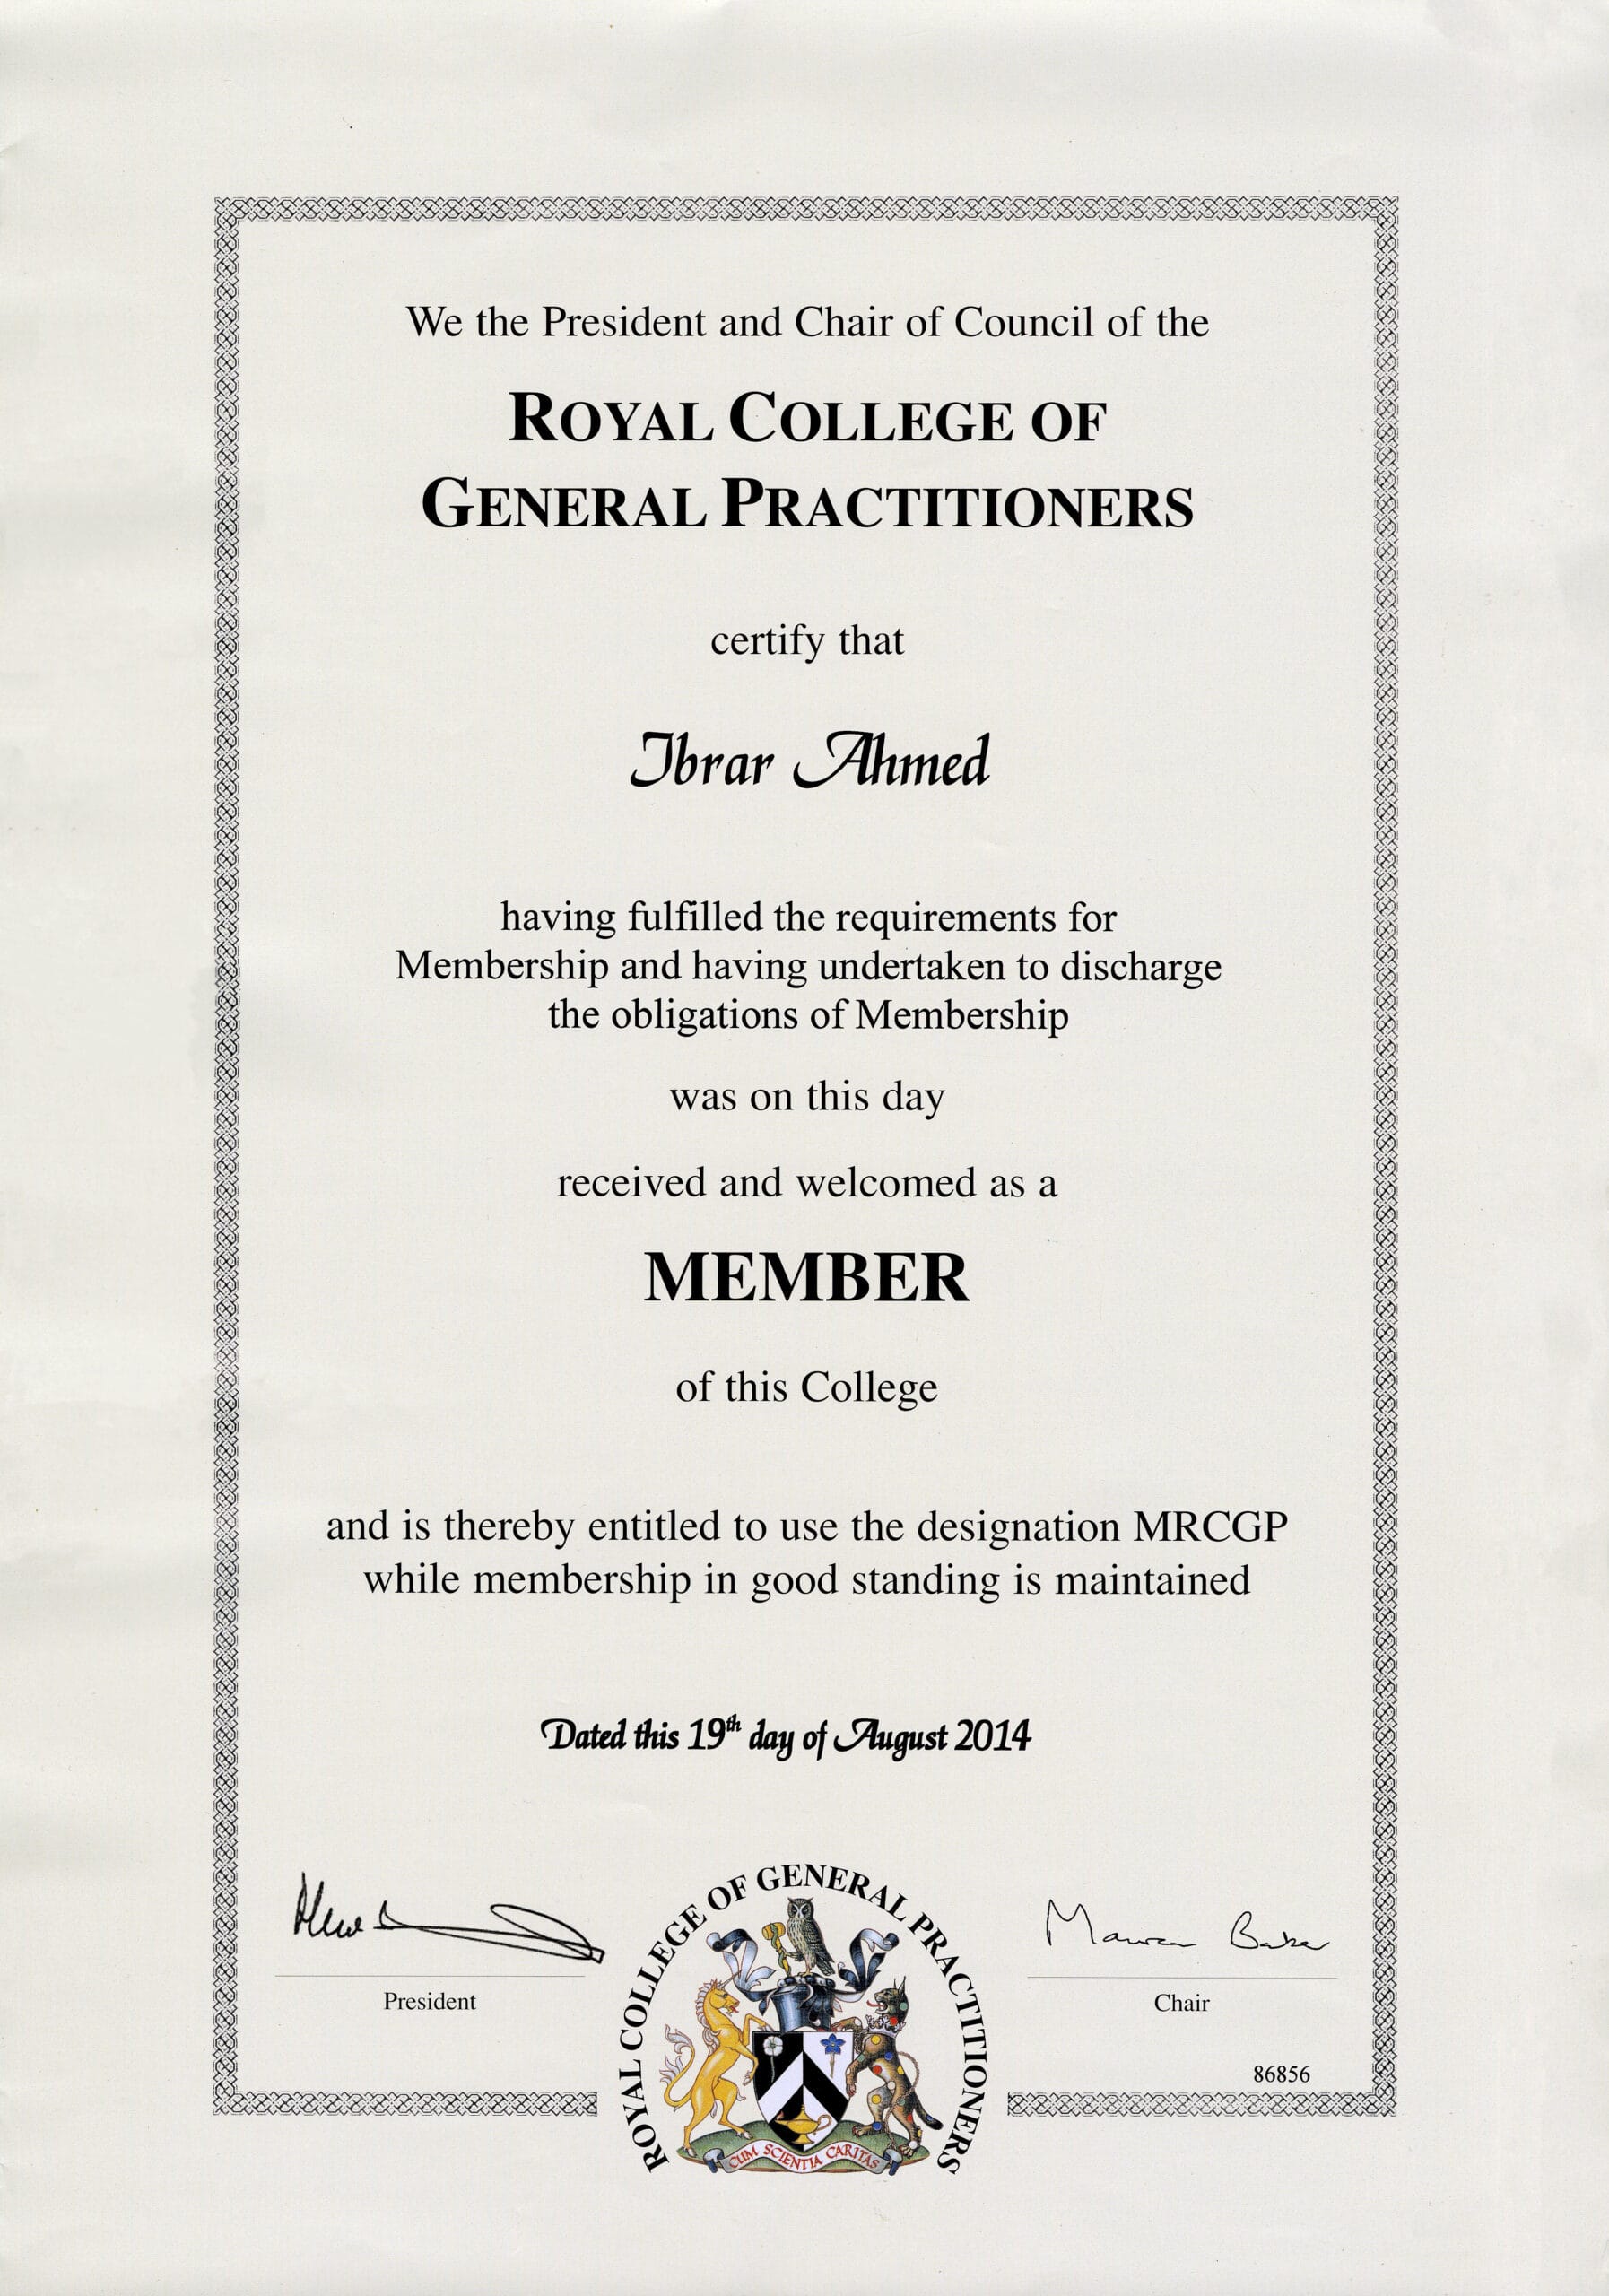 We the President and Chair of Council of the
ROYAL COLLEGE OF
GENERAL PRACTITIONERS
certify that
Ibrar Ahmed
having fulfilled the requirements for
Membership and having undertaken to discharge
the obligations of Membership
was on this day
received and welcomed as a
MEMBER
of this College
and is thereby entitled to use the designation MRCGP
while membership in good standing is maintained
Dated this 19th day of August 2014
Baker
President
Chair
ROYAL COLLEGE OF GENERAL PRACTITIONERS
CUM SCIENTIA CARITAS
86856